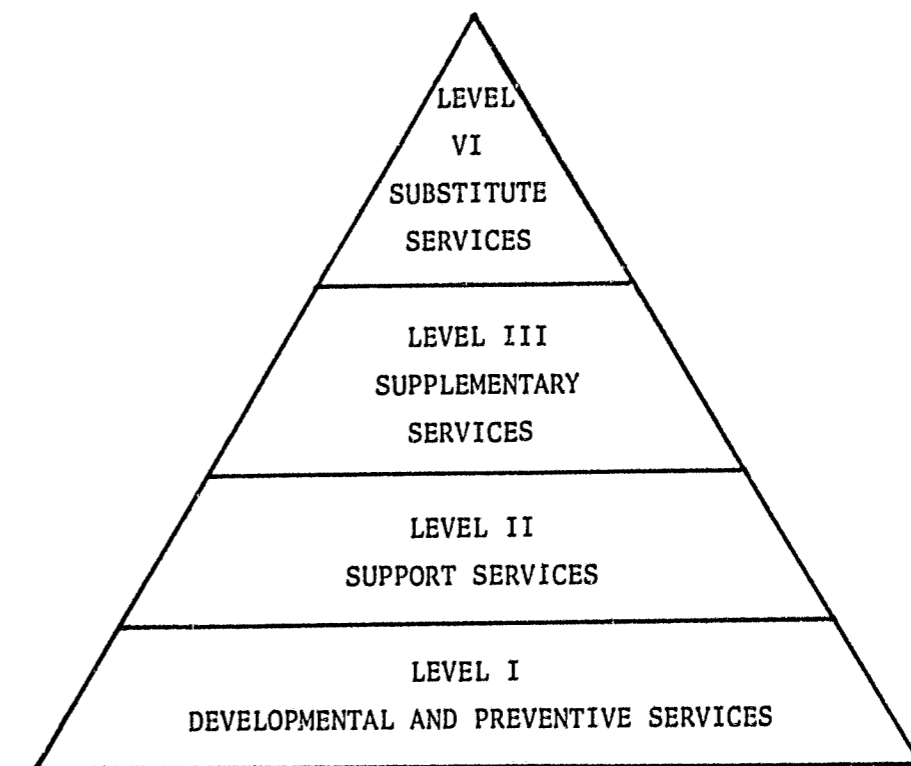 LEVEL
VI
SUBSTITUTE
SERVICES
LEVEL III
SUPPLEMENTARY
SERVICES
LEVEL II
SUPPORT SERVICES
LEVEL I
DEVELOPMENTAL AND PREVENTIVE SERVICES